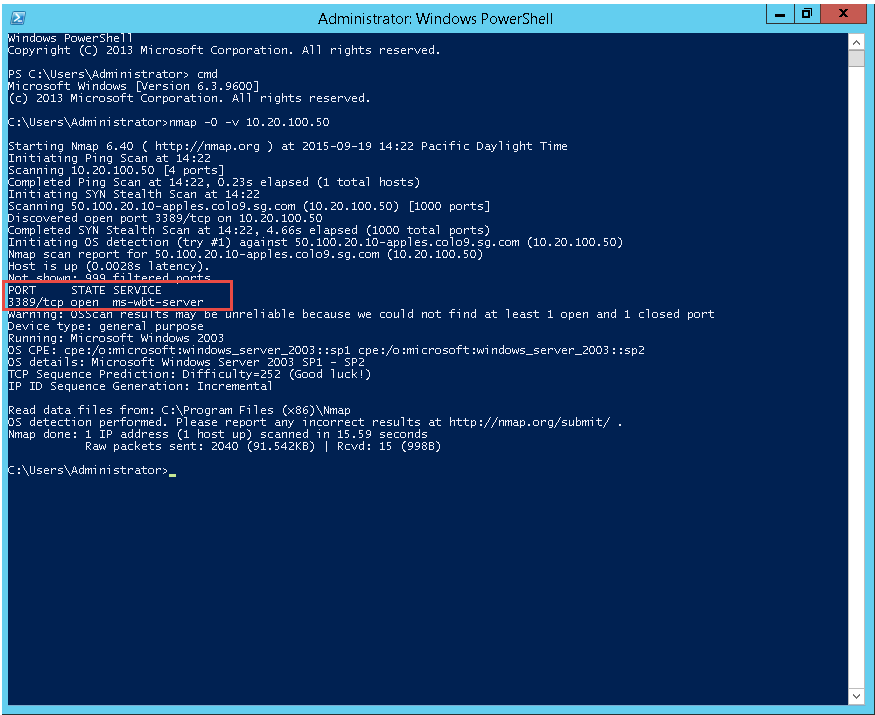 Administrator: Windows PowerShell
Windows PowerShell
Copyright (C) 2013 Microsoft Corporation. All rights reserved.
PS C:\Users\Administrator> cmd
Microsoft Windows [Version 6.3.9600]
(c) 2013 Microsoft Corporation. All rights reserved.
C:\Users\Administrator>nmap -O -v 10.20.100.50
Starting Nmap 6.40 ( http://nmap.org ) at 2015-09-19 14:22 Pacific Daylight Time
Initiating Ping Scan at 14:22
Scanning 10.20.100.50 [4 ports]
Completed Ping Scan at 14:22, 0.23s elapsed (1 total hosts)
Initiating SYN Stealth Scan at 14:22
Scanning 50.100.20.10-apples.colo9.sg.com (10.20.100.50) [1000 ports]
Discovered open port 3389/tcp on 10.20.100.50
Completed SYN Stealth Scan at 14:22, 4.66s elapsed (1000 total ports)
Initiating OS detection (try #1) against 50.100.20.10-apples.colo9.sg.com (10.20.100.50)
Nmap scan report for 50.100.20.10-apples.colo9.sg.com (10.20.100.50)
Host is up (0.0028s latency).
Not shown: 999 filtered ports
PORT STATE SERVICE
3389/tcp open ms-wbt-server
Warning: OSScan results may be unreliable because we could not find at least 1 open and 1 closed port
Device type: general purpose
Running: Microsoft Windows 2003
OS CPE: cpe:/o:microsoft:windows_server_2003::sp1 cpe:/o:microsoft:windows_server_2003::sp2
OS details: Microsoft Windows Server 2003 SP1 - SP2
TCP Sequence Prediction: Difficulty=252 (Good luck!)
IP ID Sequence Generation: Incremental
Read data files from: C:\Program Files (x86)\Nmap
OS detection performed. Please report any incorrect results at http://nmap.org/submit/ .
Nmap done: 1 IP address (1 host up) scanned in 15.59 seconds
Raw packets sent: 2040 (91.542KB) | Rcvd: 15 (998B)
C:\Users\Administrator>_